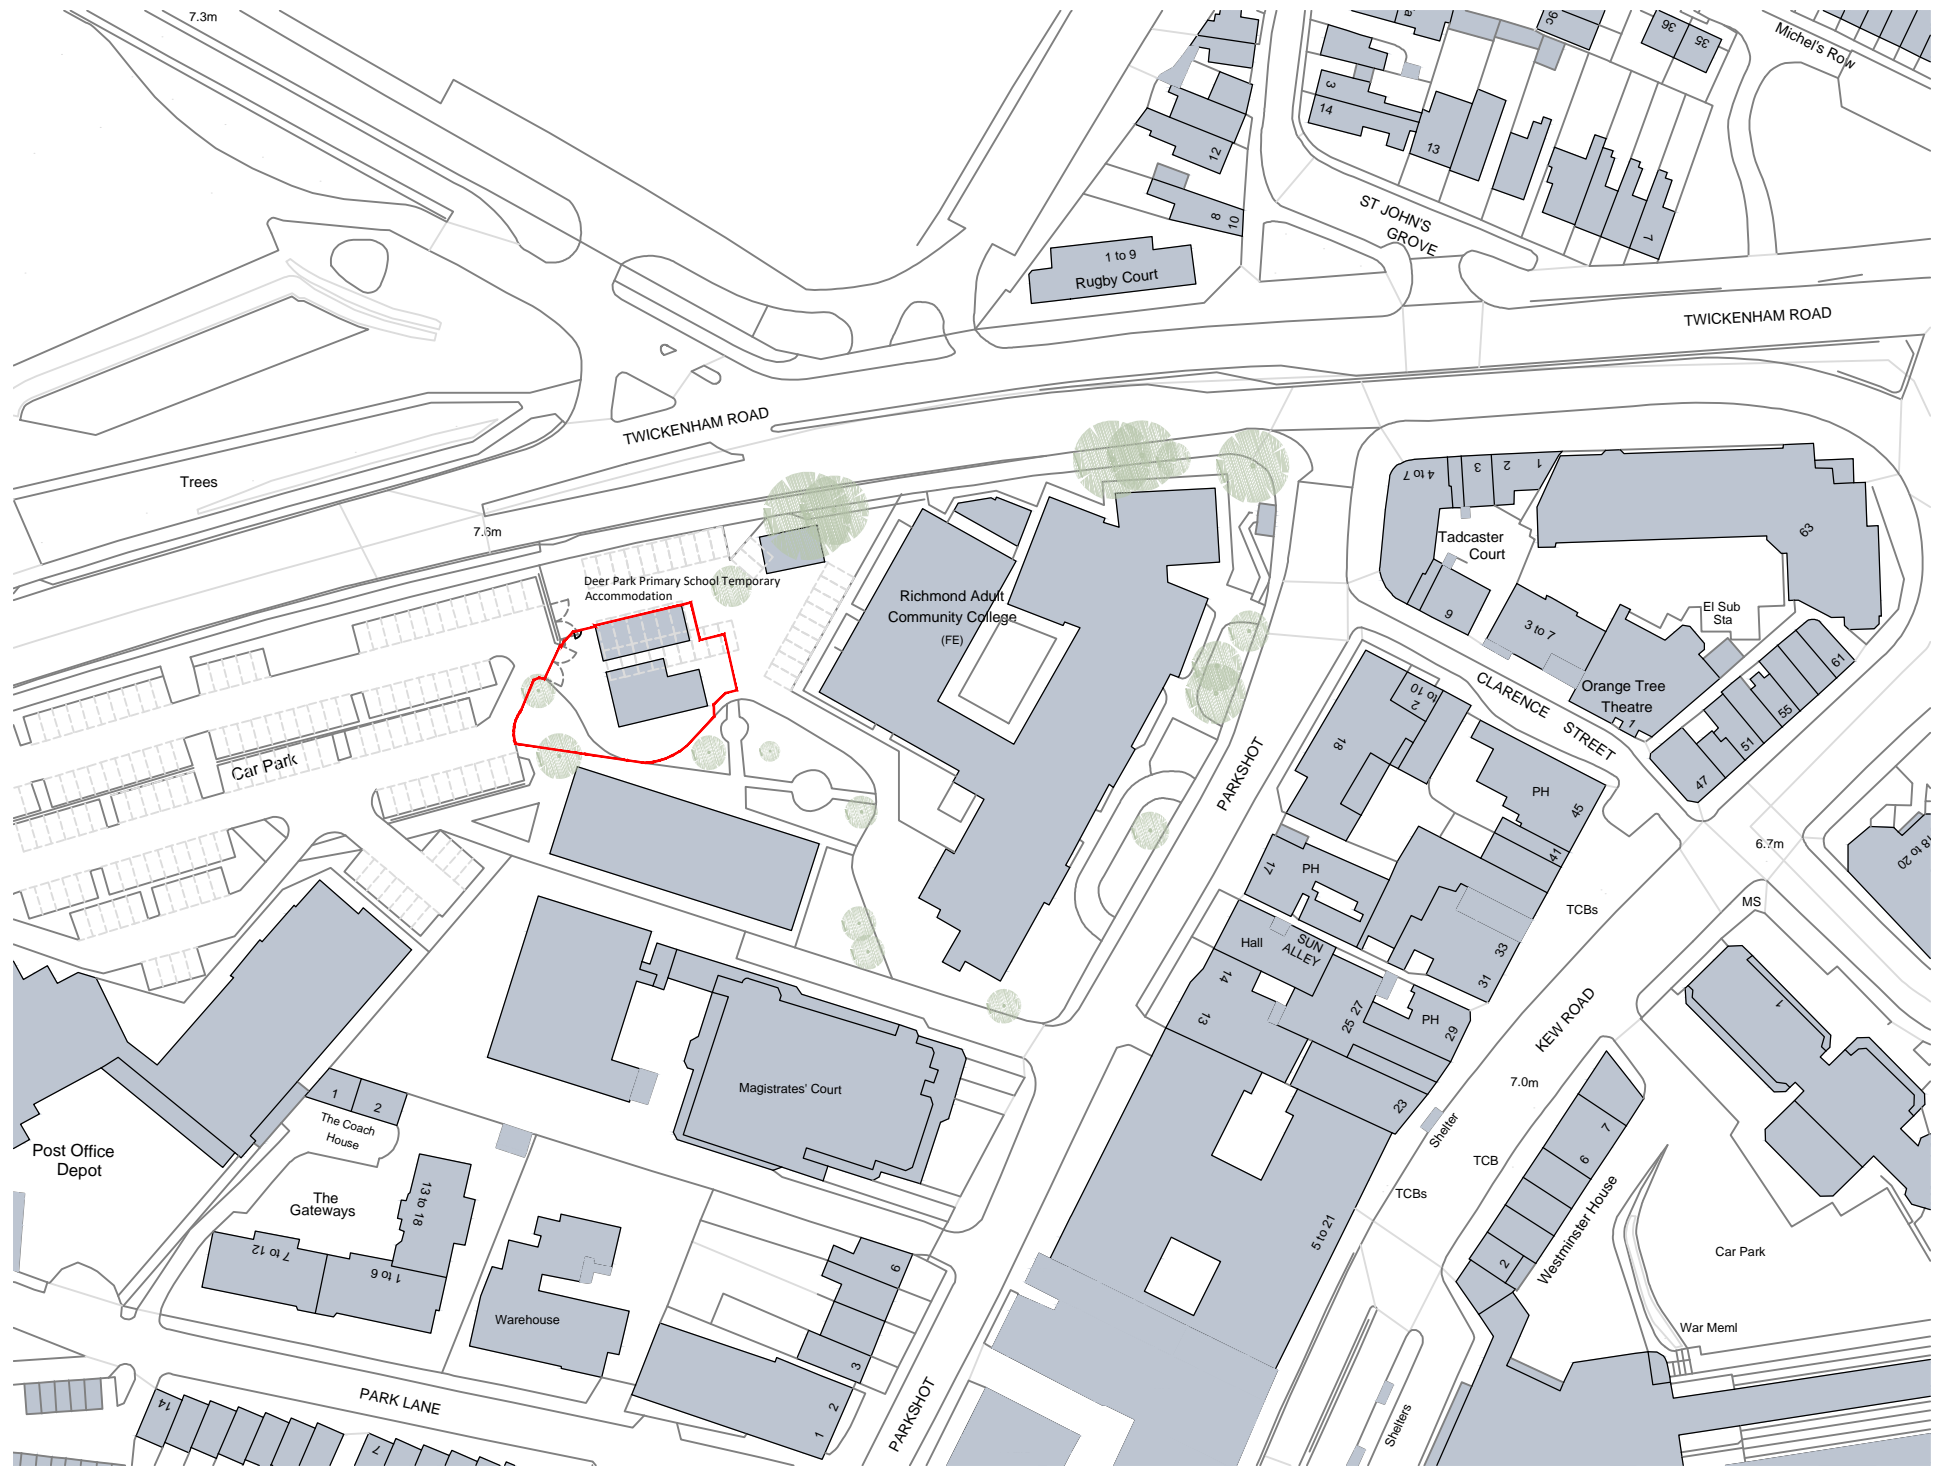 7.3m
9c
36
35
Michel's Row
3
14
13
12
8
10
1
ST JOHN'S
GROVE
1 to 9
Rugby Court
TWICKENHAM ROAD
TWICKENHAM ROAD
Trees
7.6m
4 to 7
3
2
1
63
Tadcaster
Court
Deer Park Primary School Temporary
Accommodation
Richmond Adult
Community College
(FE)
El Sub
Sta
9
3 to 7
61
Orange Tree
Theatre
1
55
51
47
CLARENCE
STREET
2 to 10
18
PARKSHOT
Car Park
PH
45
41
6.7m
18 to 20
17
PH
MS
TCBs
Hall
SUN
ALLEY
33
31
14
13
27
25
PH
29
KEW ROAD
1
7.0m
Magistrates' Court
1
2
The Coach
House
23
Shelter
7
6
TCB
Post Office
Depot
TCBs
The
Gateways
13 to 18
7 to 12
1 to 6
5 to 21
Westminster House
2
Car Park
9
Warehouse
War Meml
3
PARK LANE
PARKSHOT
14
7
2
1
Shelters